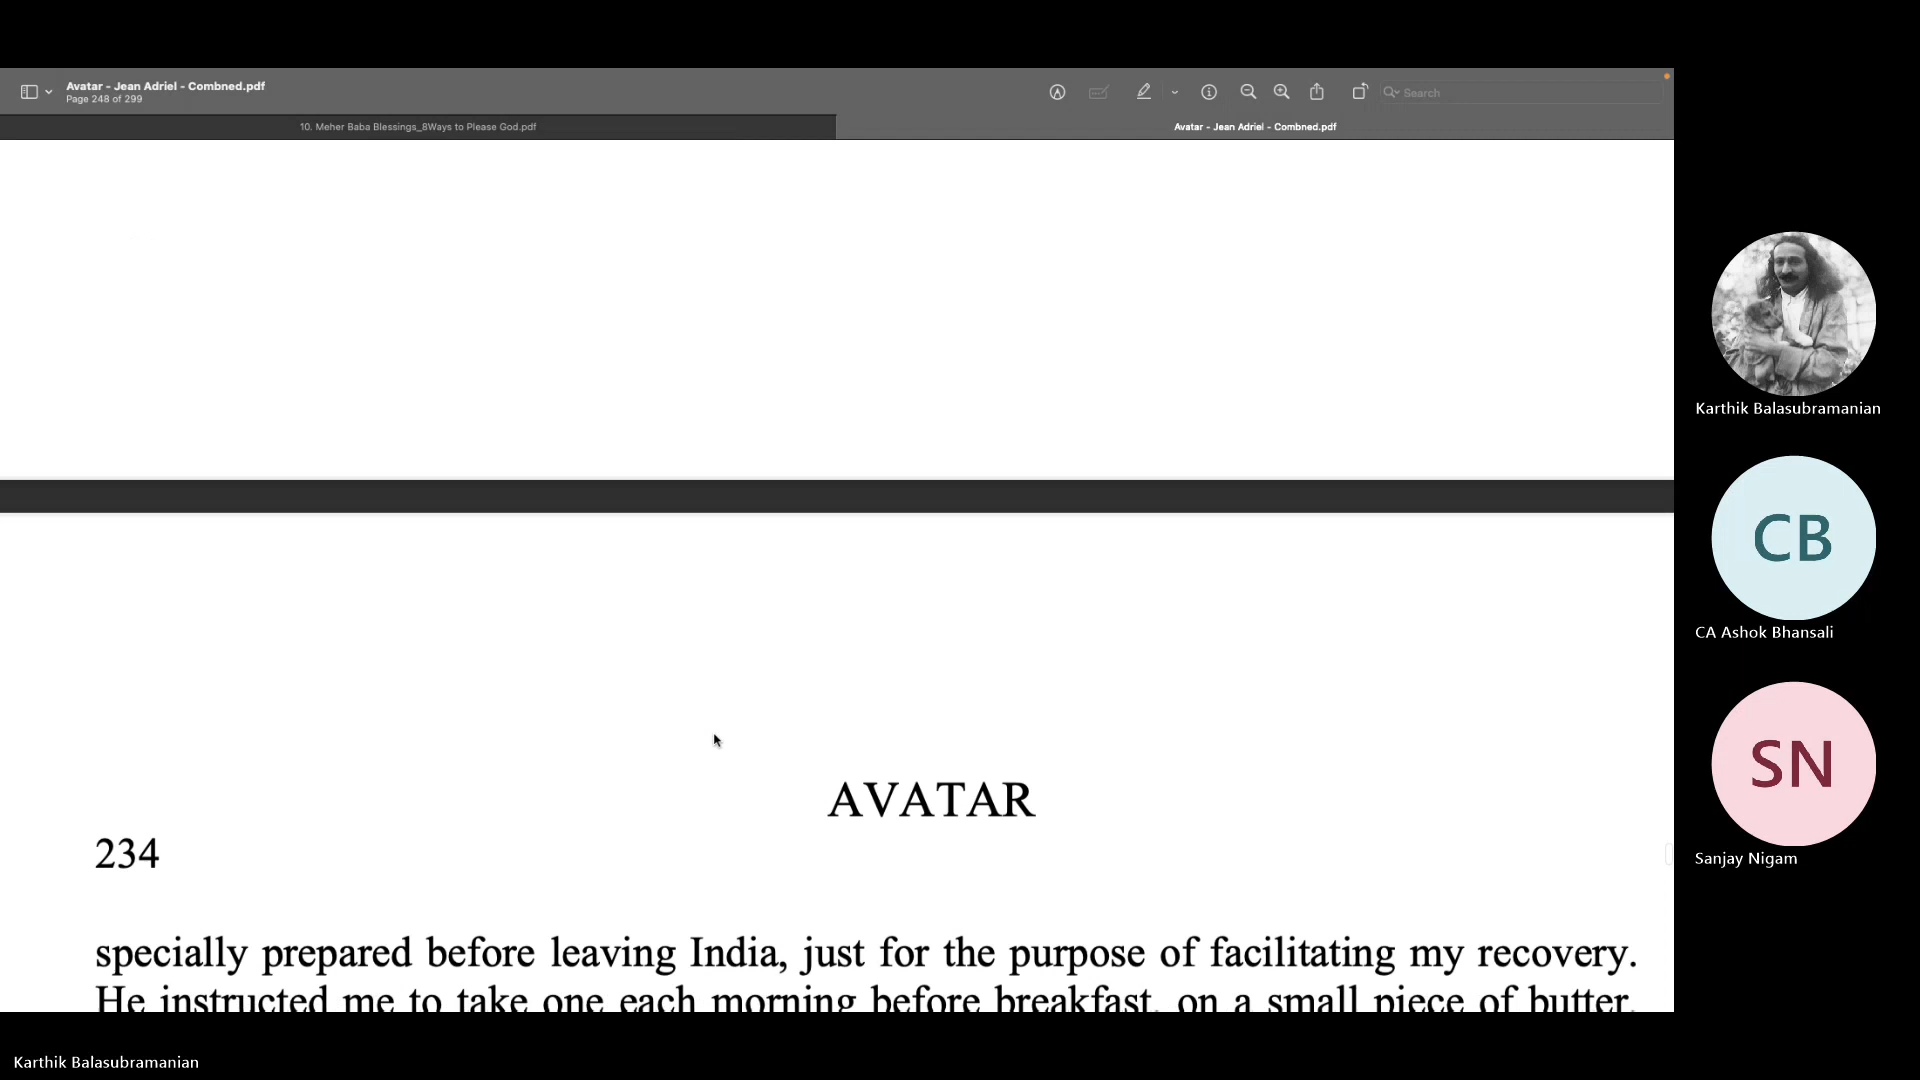 Avatar - Jean Adriel - Combned.pdf
Page 248 of 299
Search
10. Meher Baba Blessings_8Ways to Please God.pdf
Avatar - Jean Adriel - Combned.pdf
AVATAR
234
specially prepared before leaving India, just for the purpose of facilitating my recovery.
He instructed me to take one each morning before breakfast, on a small piece of butter.
Karthik Balasubramanian
CB
CA Ashok Bhansali
SN
Sanjay Nigam
Karthik Balasubramanian